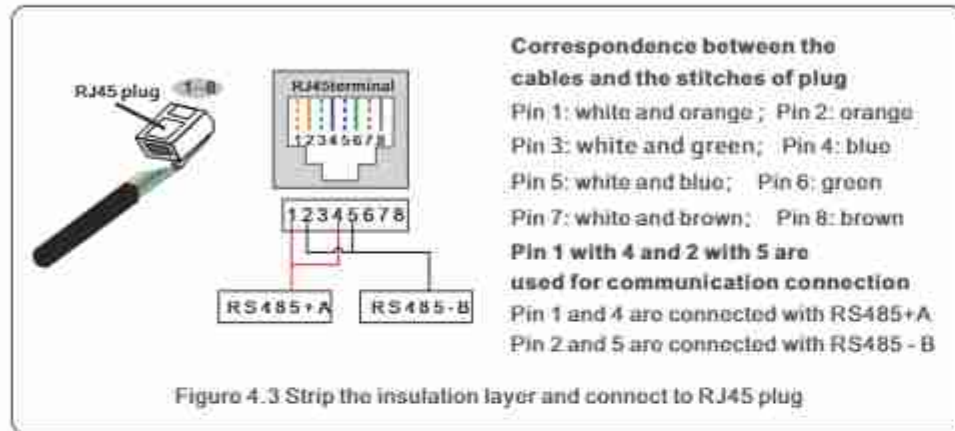 RJ45 plug
1--8
RJ45terminal
12345678
12345678
RS485+A
RS485-B
Correspondence between the
cables and the stitches of plug
Pin 1: white and orange ; Pin 2: orange
Pin 3: white and green; Pin 4: blue
Pin 5: white and blue; Pin 6: green
Pin 7: white and brown; Pin 8: brown
Pin 1 with 4 and 2 with 5 are
used for communication connection
Pin 1 and 4 are connected with RS485+A
Pin 2 and 5 are connected with RS485 - B
Figure 4.3 Strip the insulation layer and connect to RJ45 plug